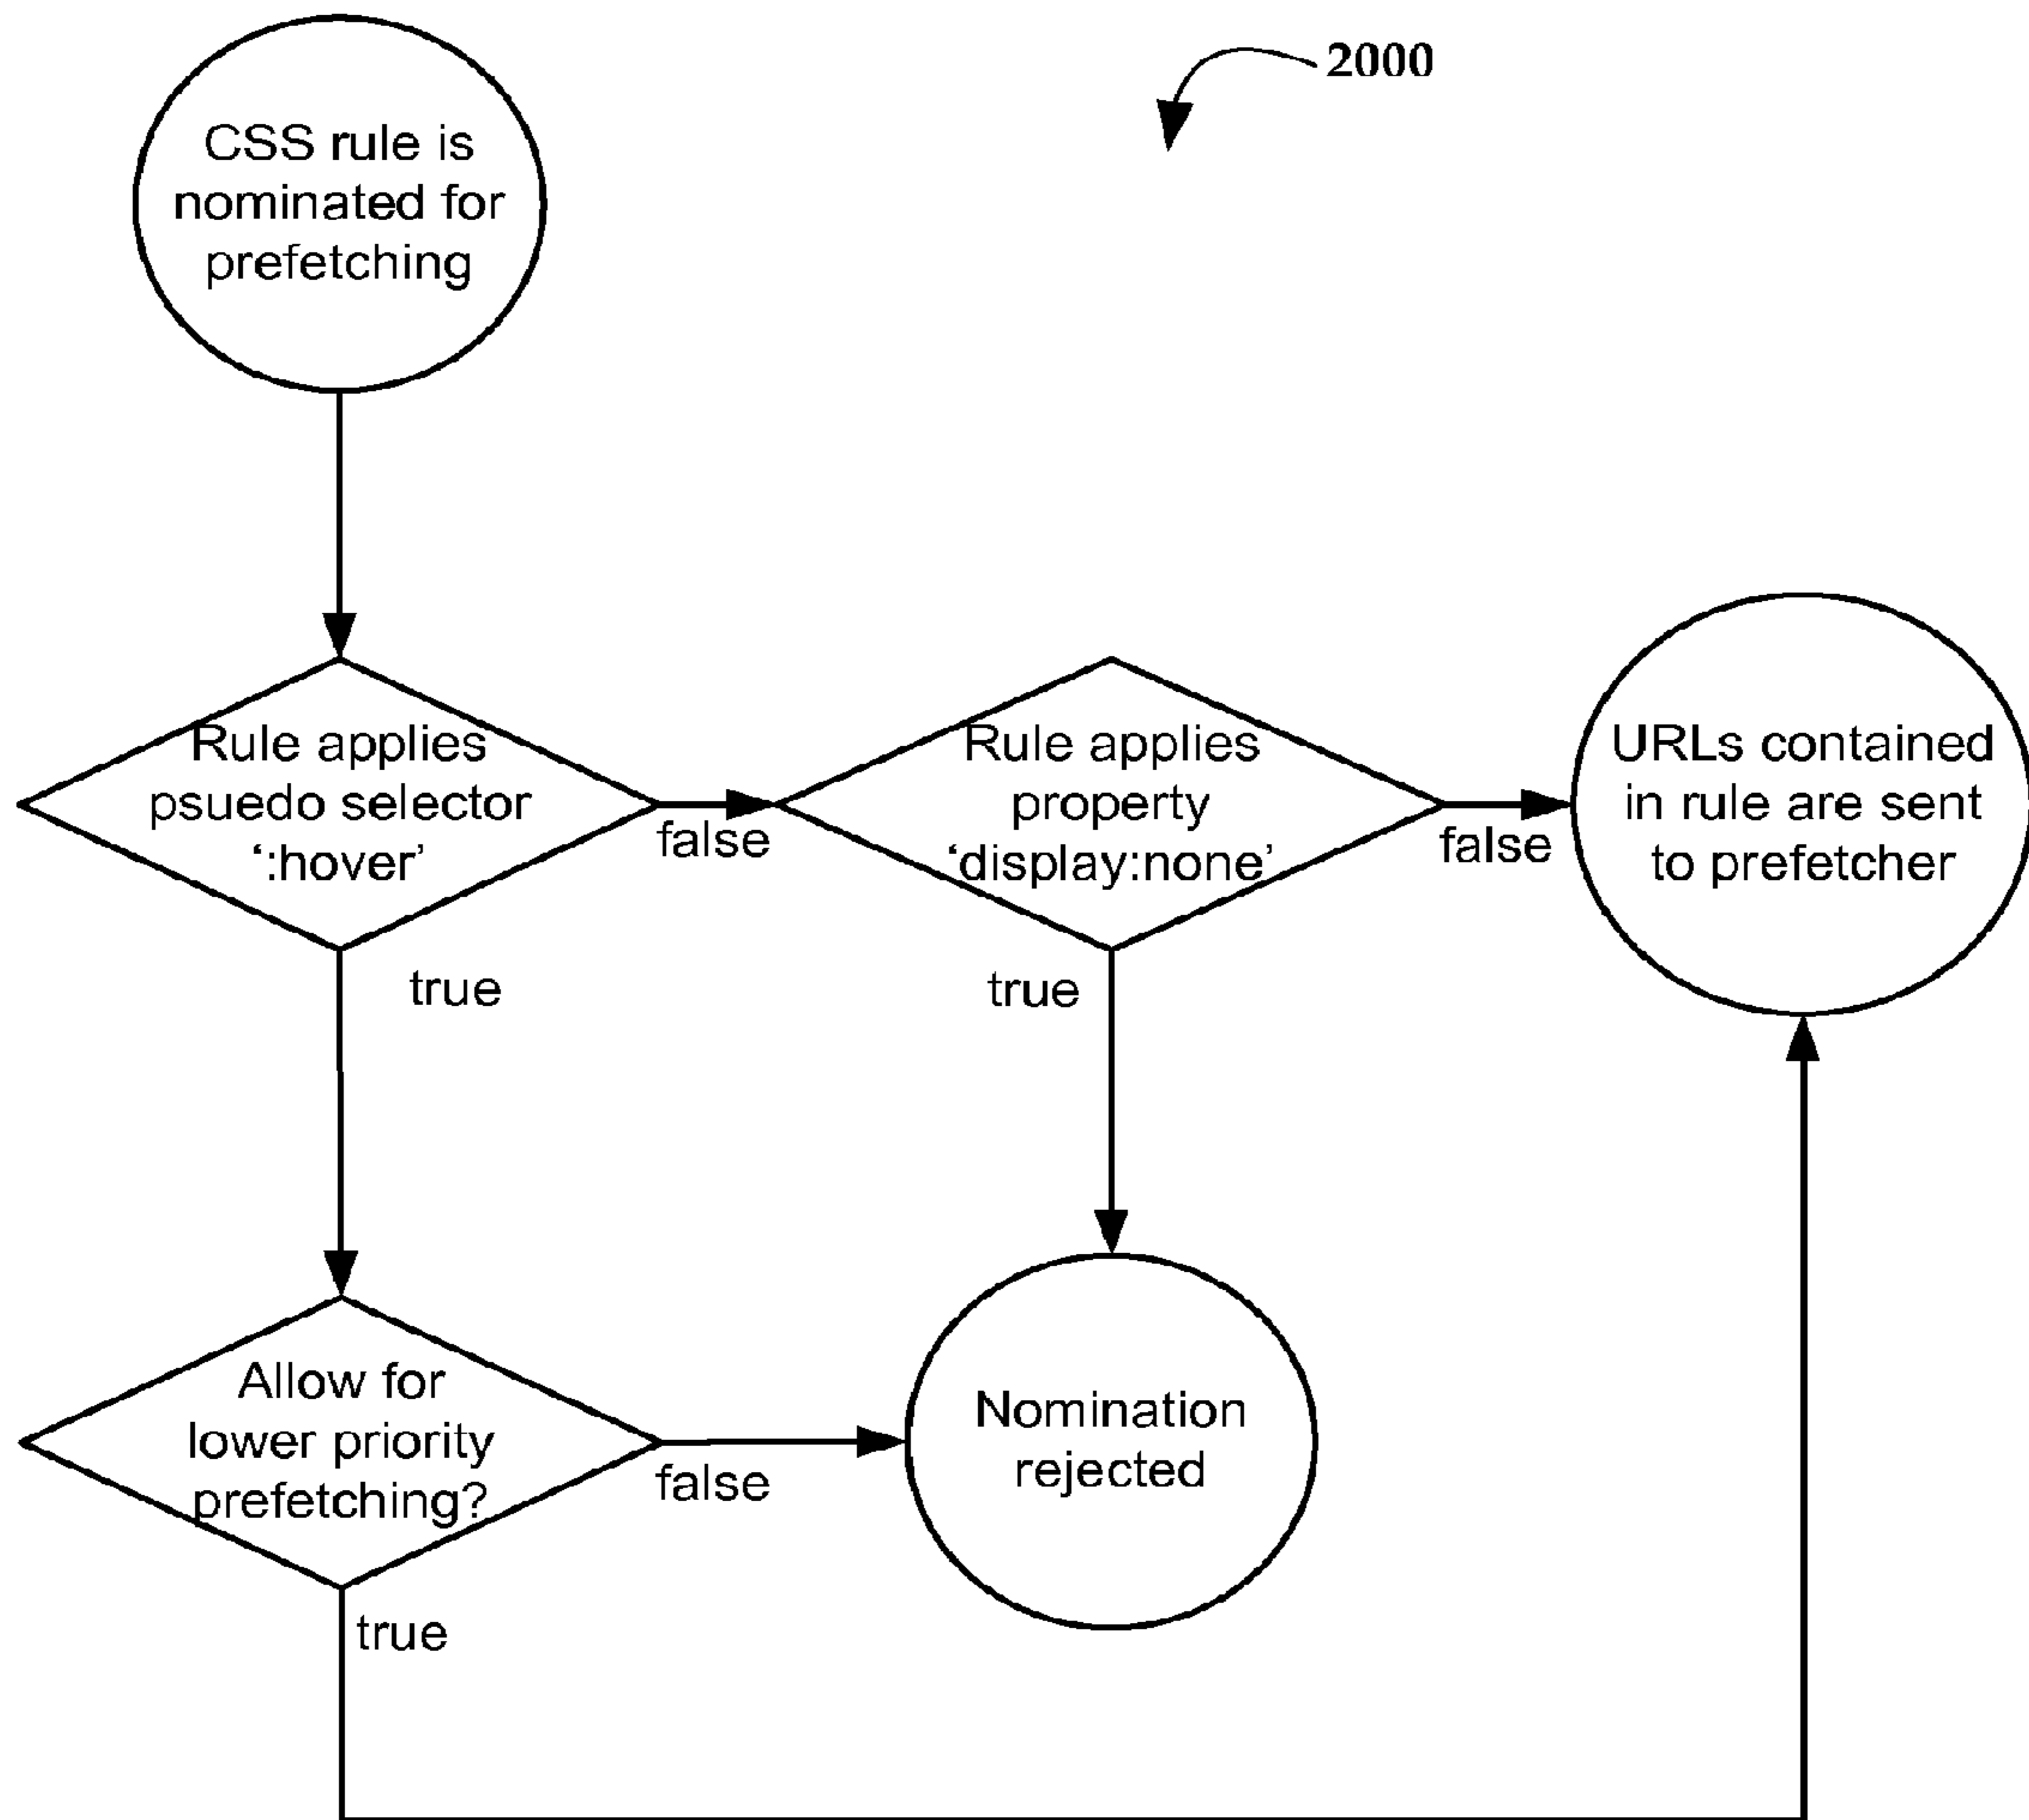 2000
CSS rule is
nominated for
prefetching
Rule applies
psuedo selector
‘:hover’
false
true
Rule applies
property
‘display:none’
false
true
URLs contained
in rule are sent
to prefetcher
Allow for
lower priority
prefetching?
false
true
Nomination
rejected